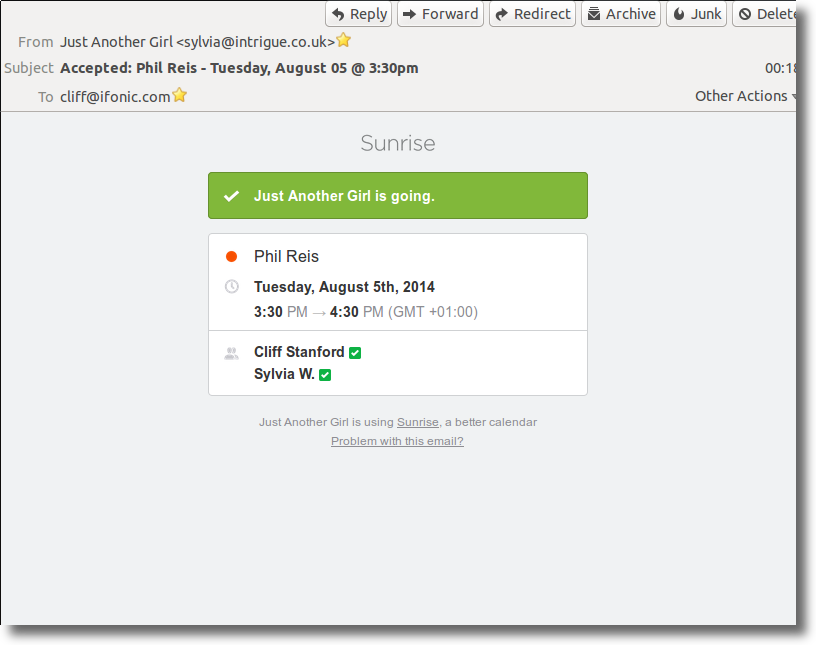 Reply Forward Redirect Archive Junk Delete
From Just Another Girl <sylvia@intrigue.co.uk>
Subject Accepted: Phil Reis - Tuesday, August 05 @ 3:30pm 00:18
To cliff@ifonic.com Other Actions
Sunrise
Just Another Girl is going.
Phil Reis
Tuesday, August 5th, 2014
3:30 PM → 4:30 PM (GMT +01:00)
Cliff Stanford
Sylvia W.
Just Another Girl is using Sunrise, a better calendar
Problem with this email?